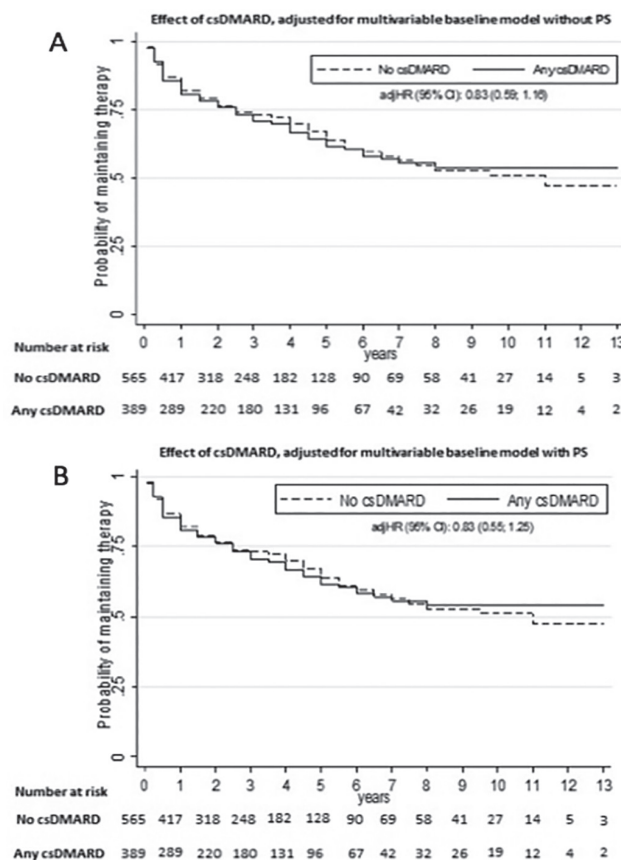 Effect of csDMARD, adjusted for multivariable baseline model without PS
A
No csDMARD Any csDMARD
adjHR (95% CI): 0.83 (0.59; 1.16)
Probability of maintaining therapy
1
.75
.5
.25
0
Number at risk 0 1 2 3 4 5 6 7 8 9 10 11 12 13
years
No csDMARD 565 417 318 248 182 128 90 69 58 41 27 14 5 3
Any csDMARD 389 289 220 180 131 96 67 42 32 26 19 12 4 2
Effect of csDMARD, adjusted for multivariable baseline model with PS
B
No csDMARD Any csDMARD
adjHR (95% CI): 0.83 (0.55; 1.25)
Probability of maintaining therapy
1
.75
.5
.25
0
Number at risk 0 1 2 3 4 5 6 7 8 9 10 11 12 13
years
No csDMARD 565 417 318 248 182 128 90 69 58 41 27 14 5 3
Any csDMARD 389 289 220 180 131 96 67 42 32 26 19 12 4 2